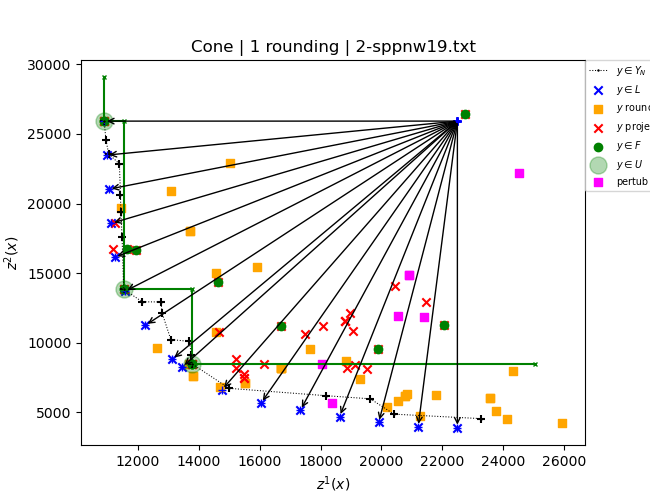 Cone | 1 rounding | 2-sppnw19.txt
30000
25000
20000
15000
10000
5000
z²(x)
12000 14000 16000 18000 20000 22000 24000 26000
z¹(x)
y ∈ Y_N
y ∈ L
y roun
y proje
y ∈ F
y ∈ U
pertub